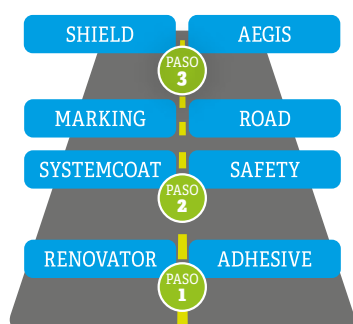 SHIELD AEGIS
PASO
3
MARKING ROAD
SYSTEMCOAT SAFETY
PASO
2
RENOVATOR ADHESIVE
PASO
1